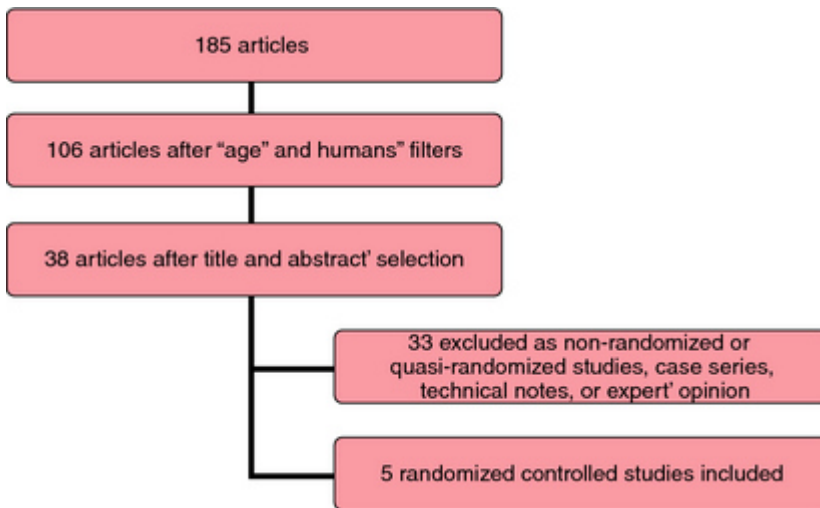 185 articles
106 articles after “age” and humans” filters
38 articles after title and abstract’ selection
33 excluded as non-randomized or
quasi-randomized studies, case series,
technical notes, or expert’ opinion
5 randomized controlled studies included